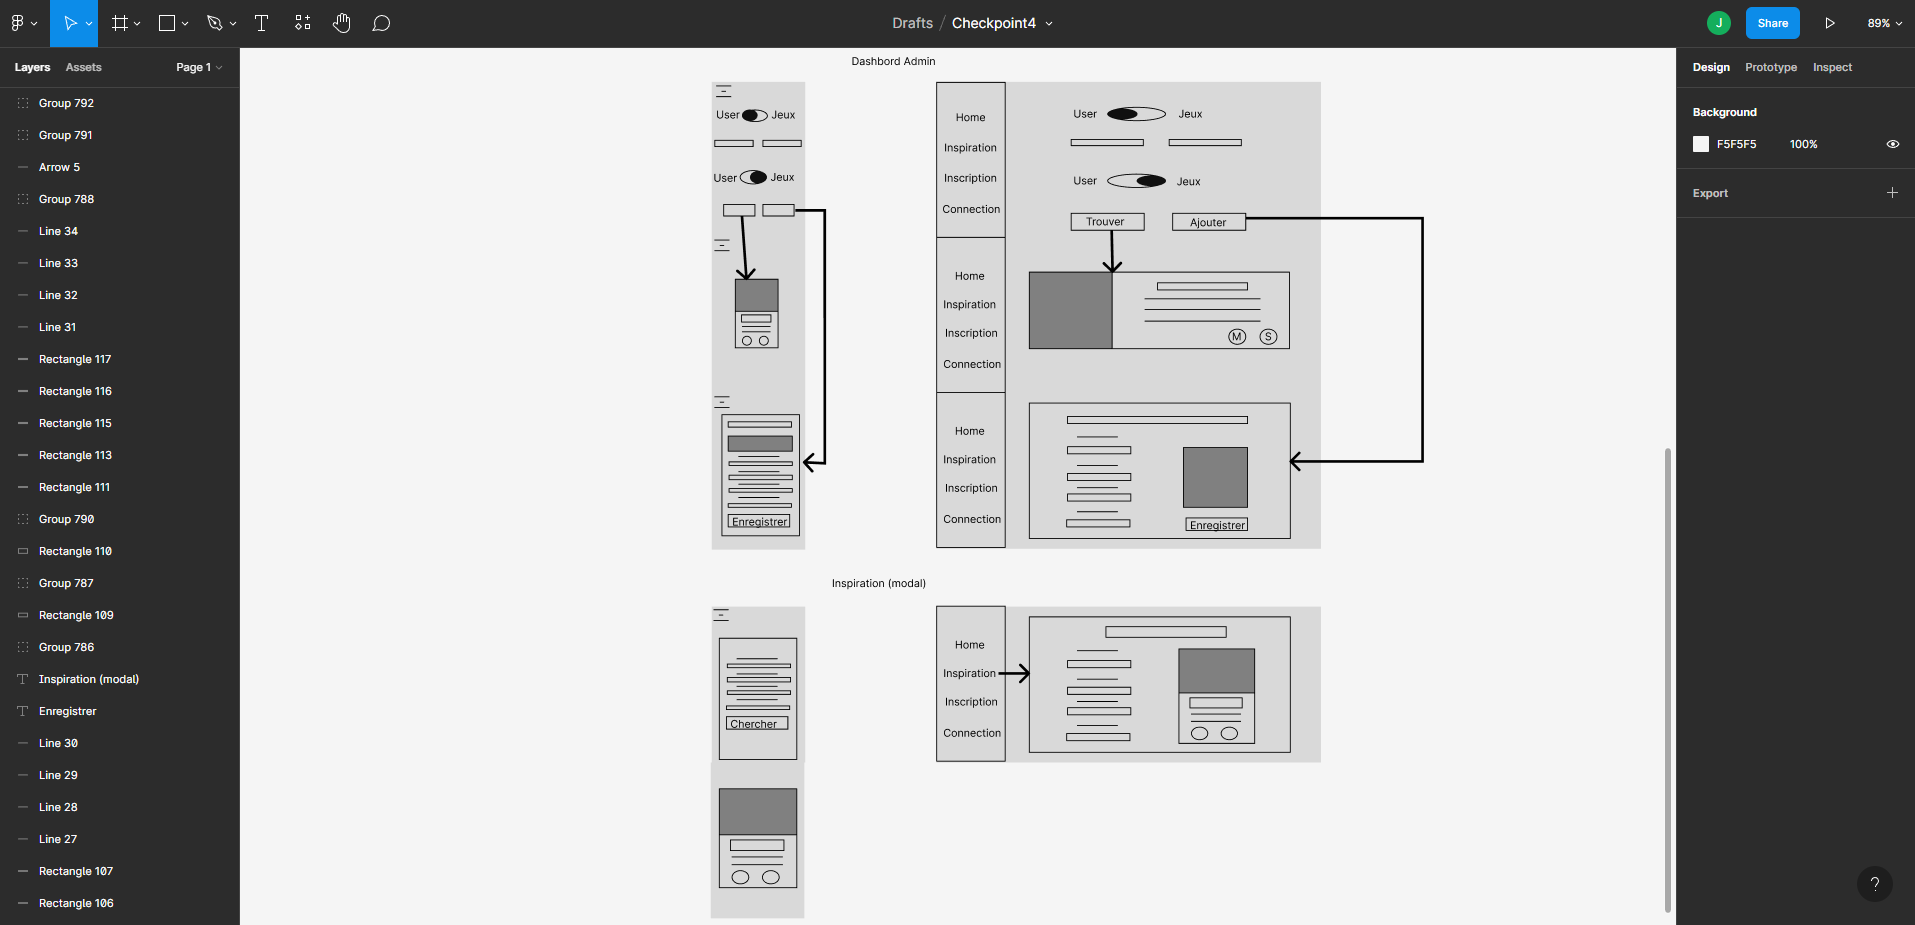 Drafts / Checkpoint4
J
Share
89%
Layers
Assets
Page 1
Group 792
Group 791
Arrow 5
Group 788
Line 34
Line 33
Line 32
Line 31
Rectangle 117
Rectangle 116
Rectangle 115
Rectangle 113
Rectangle 111
Group 790
Rectangle 110
Group 787
Rectangle 109
Group 786
Inspiration (modal)
Enregistrer
Line 30
Line 29
Line 28
Line 27
Rectangle 107
Rectangle 106
Dashbord Admin
User
Jeux
User
Jeux
Enregistrer
Home
Inspiration
Inscription
Connection
User
Jeux
User
Jeux
Trouver
Ajouter
Home
Inspiration
Inscription
Connection
M
S
Home
Inspiration
Inscription
Connection
Enregistrer
Inspiration (modal)
Chercher
Home
Inspiration
Inscription
Connection
Design
Prototype
Inspect
Background
F5F5F5
100%
Export
?